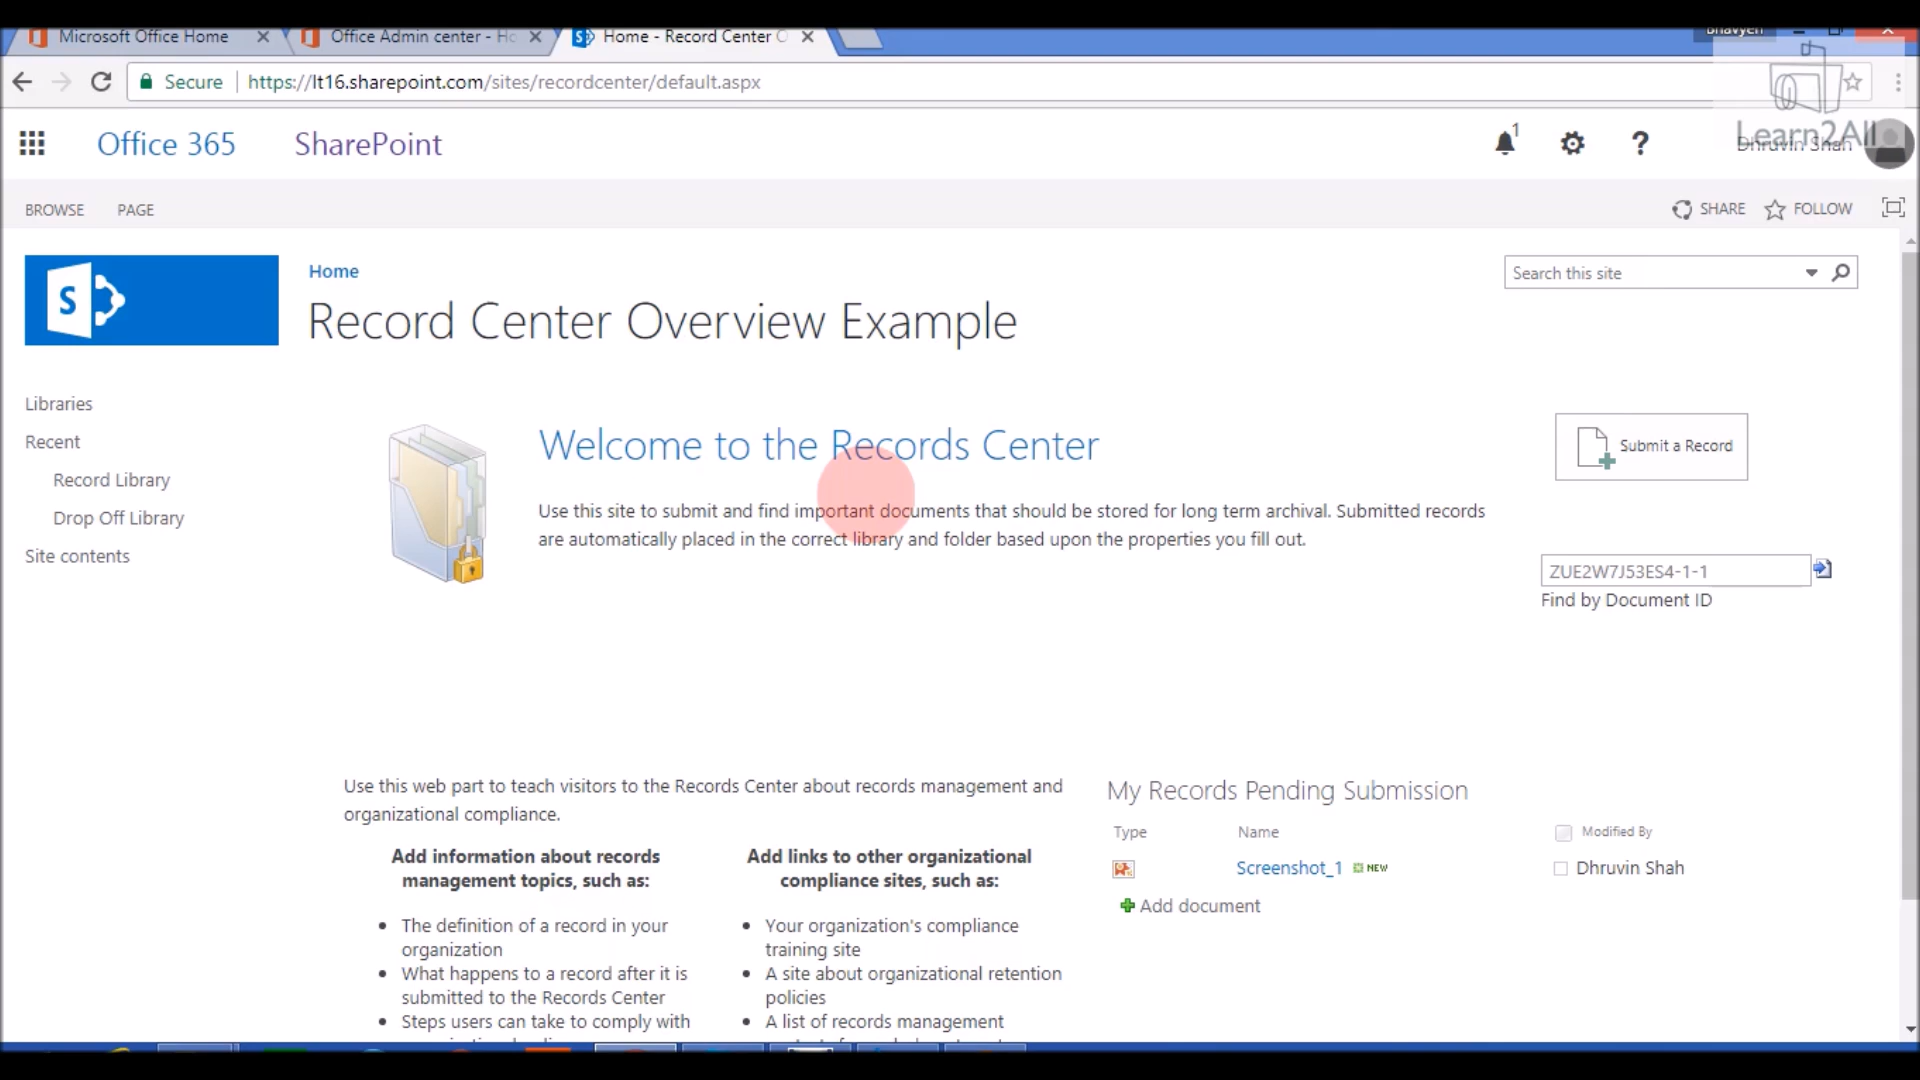 Microsoft Office Home
Office Admin center - Ho
Home - Record Center O
Bhavyen
Secure
https://lt16.sharepoint.com/sites/recordcenter/default.aspx
Office 365
SharePoint
1
?
Learn2All
Dhruvin Shah
BROWSE
PAGE
SHARE
FOLLOW
S
Home
Search this site
Record Center Overview Example
Libraries
Recent
Record Library
Drop Off Library
Site contents
Welcome to the Records Center
Use this site to submit and find important documents that should be stored for long term archival. Submitted records
are automatically placed in the correct library and folder based upon the properties you fill out.
Submit a Record
ZUE2W7J53ES4-1-1
Find by Document ID
Use this web part to teach visitors to the Records Center about records management and
organizational compliance.
Add information about records
management topics, such as:
• The definition of a record in your
organization
• What happens to a record after it is
submitted to the Records Center
• Steps users can take to comply with
Add links to other organizational
compliance sites, such as:
• Your organization's compliance
training site
• A site about organizational retention
policies
• A list of records management
My Records Pending Submission
Type Name Modified By
Screenshot_1 NEW Dhruvin Shah
Add document